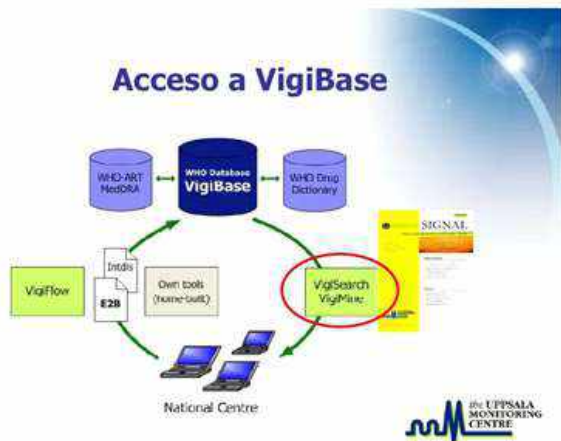 Acceso a VigiBase
WHO-ART
MedDRA
WHO Database
VigiBase
WHO Drug
Dictionary
Intdis
E2B
VigiFlow
Own tools
(home-built)
VigiSearch
VigiMine
SIGNAL
National Centre
the UPPSALA
MONITORING
CENTRE